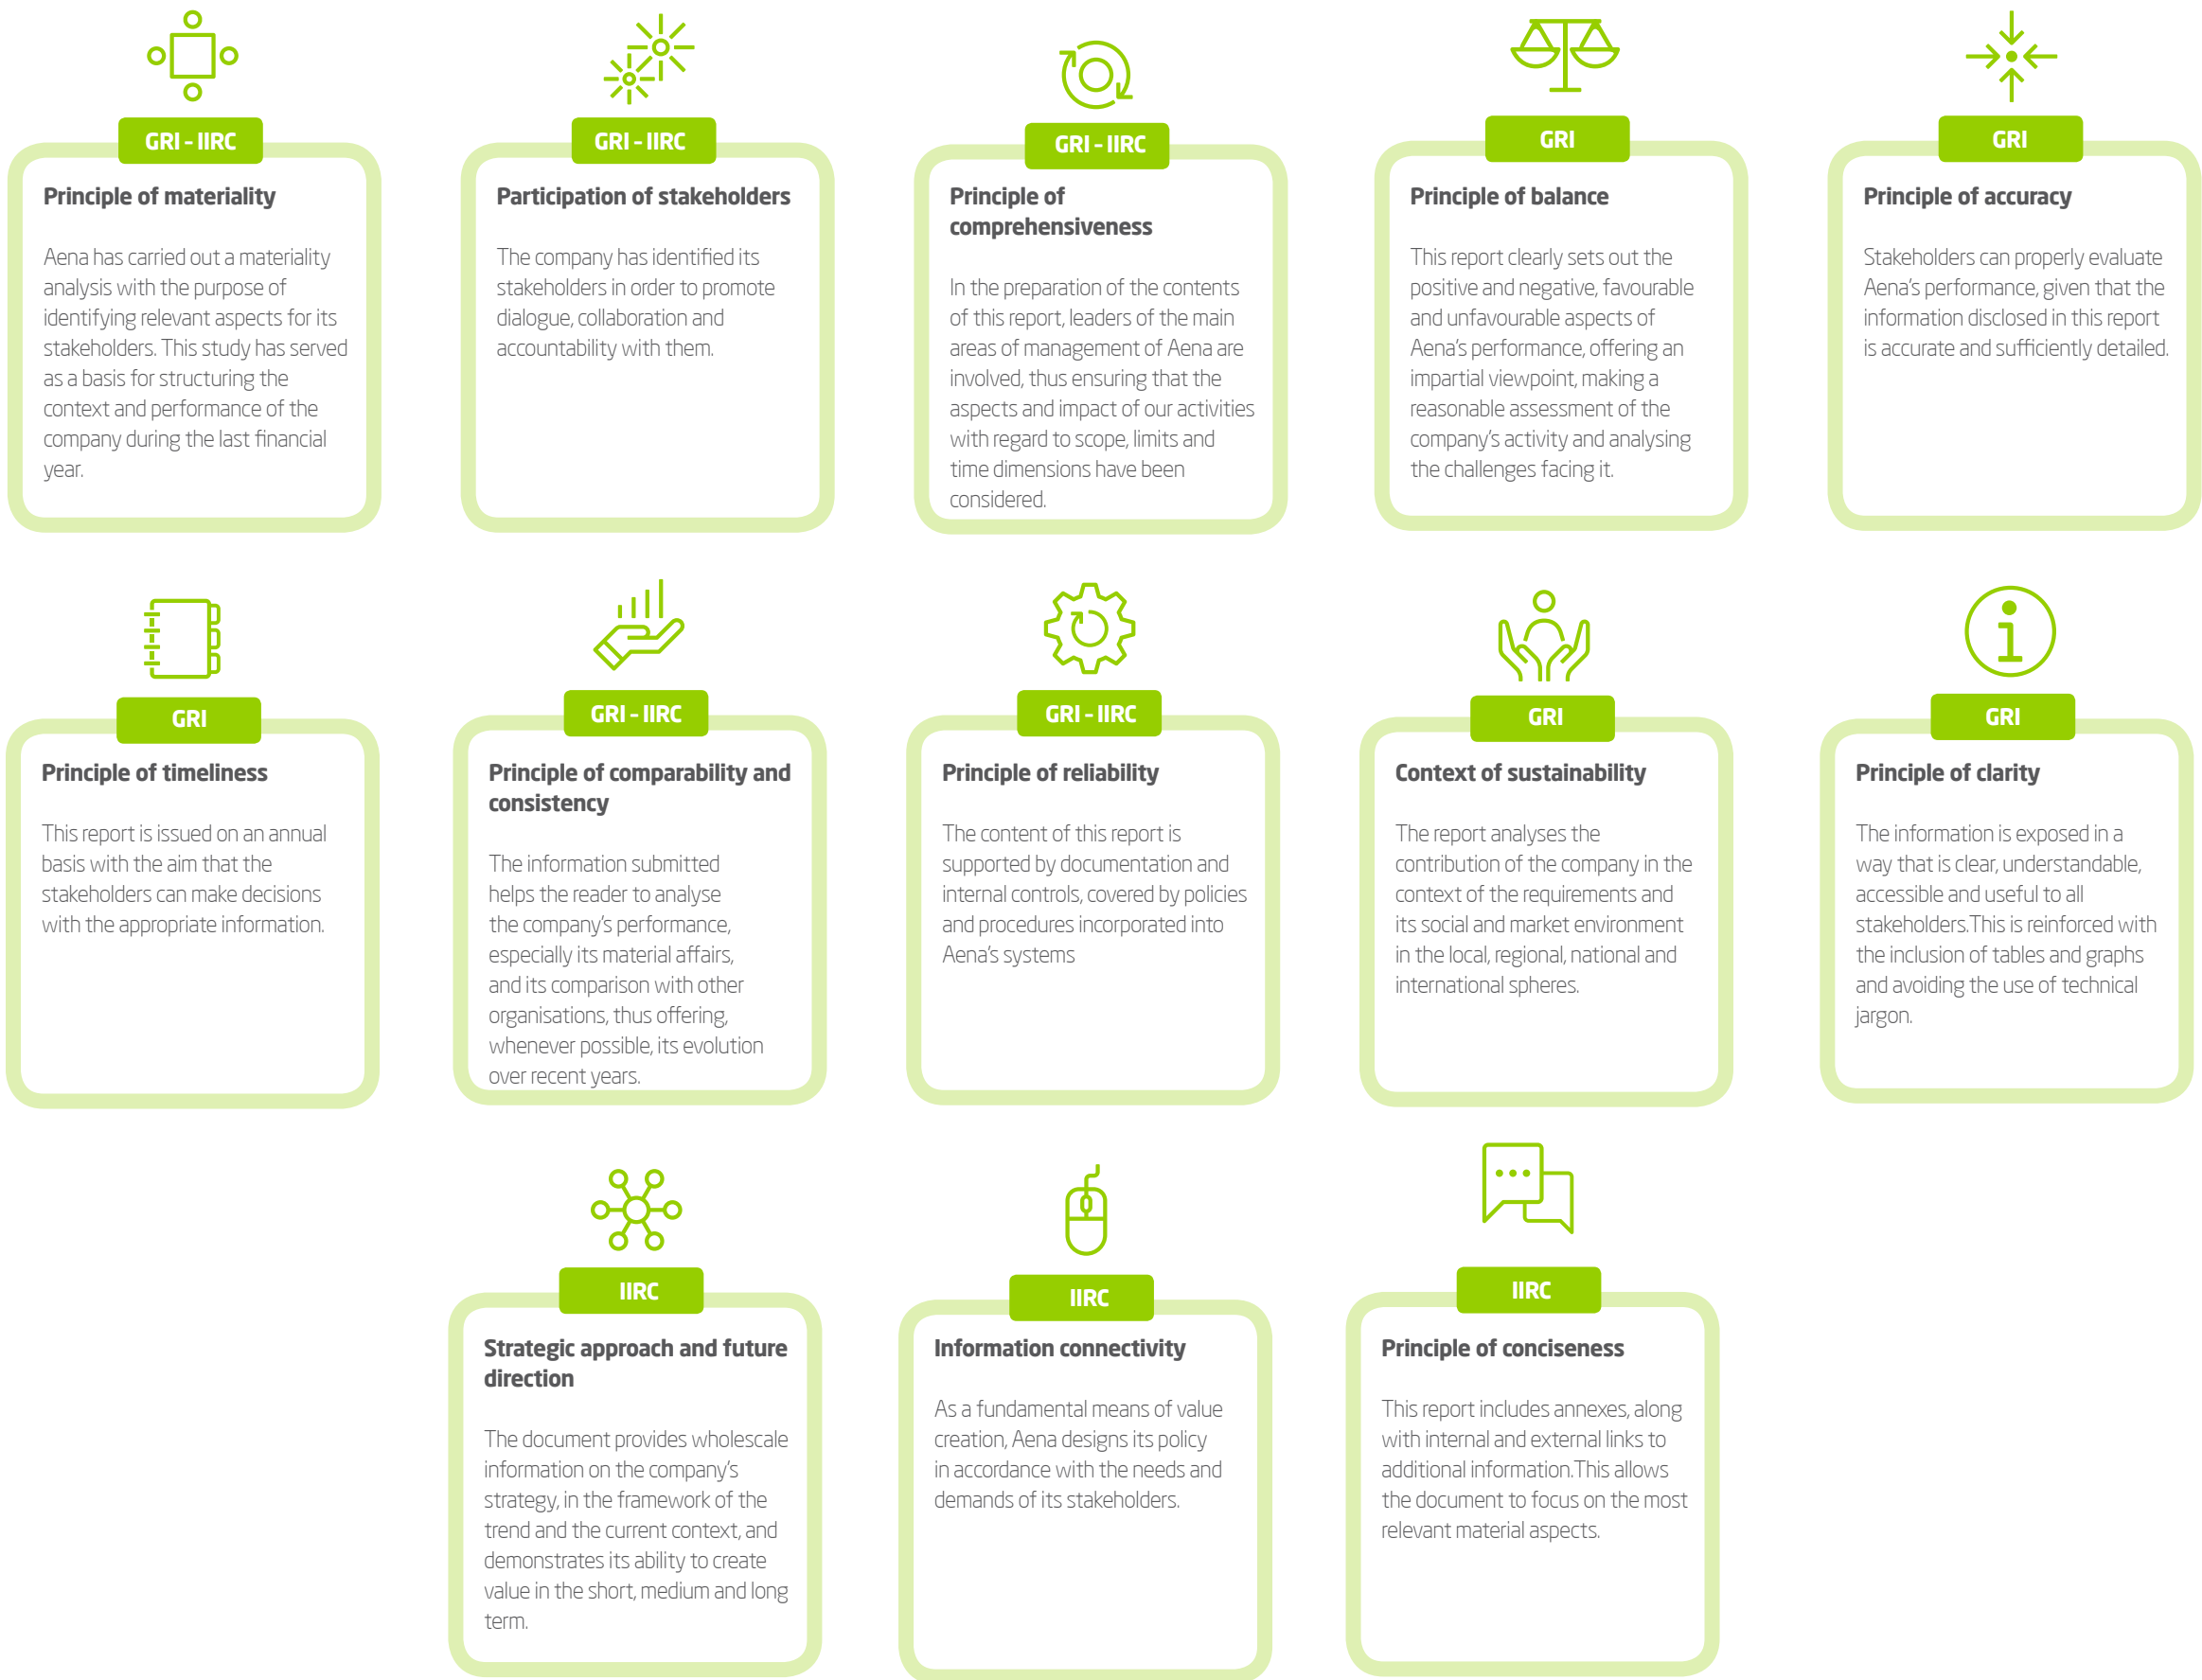 GRI - IIRC
Principle of materiality
Aena has carried out a materiality
analysis with the purpose of
identifying relevant aspects for its
stakeholders. This study has served
as a basis for structuring the
context and performance of the
company during the last financial
year.
GRI - IIRC
Participation of stakeholders
The company has identified its
stakeholders in order to promote
dialogue, collaboration and
accountability with them.
GRI - IIRC
Principle of
comprehensiveness
In the preparation of the contents
of this report, leaders of the main
areas of management of Aena are
involved, thus ensuring that the
aspects and impact of our activities
with regard to scope, limits and
time dimensions have been
considered.
GRI
Principle of balance
This report clearly sets out the
positive and negative, favourable
and unfavourable aspects of
Aena's performance, offering an
impartial viewpoint, making a
reasonable assessment of the
company's activity and analysing
the challenges facing it.
GRI
Principle of accuracy
Stakeholders can properly evaluate
Aena's performance, given that the
information disclosed in this report
is accurate and sufficiently detailed.
GRI
Principle of timeliness
This report is issued on an annual
basis with the aim that the
stakeholders can make decisions
with the appropriate information.
GRI - IIRC
Principle of comparability and
consistency
The information submitted
helps the reader to analyse
the company's performance,
especially its material affairs,
and its comparison with other
organisations, thus offering,
whenever possible, its evolution
over recent years.
GRI - IIRC
Principle of reliability
The content of this report is
supported by documentation and
internal controls, covered by policies
and procedures incorporated into
Aena's systems
GRI
Context of sustainability
The report analyses the
contribution of the company in the
context of the requirements and
its social and market environment
in the local, regional, national and
international spheres.
GRI
Principle of clarity
The information is exposed in a
way that is clear, understandable,
accessible and useful to all
stakeholders.This is reinforced with
the inclusion of tables and graphs
and avoiding the use of technical
jargon.
IIRC
Strategic approach and future
direction
The document provides wholescale
information on the company's
strategy, in the framework of the
trend and the current context, and
demonstrates its ability to create
value in the short, medium and long
term.
IIRC
Information connectivity
As a fundamental means of value
creation, Aena designs its policy
in accordance with the needs and
demands of its stakeholders.
IIRC
Principle of conciseness
This report includes annexes, along
with internal and external links to
additional information.This allows
the document to focus on the most
relevant material aspects.